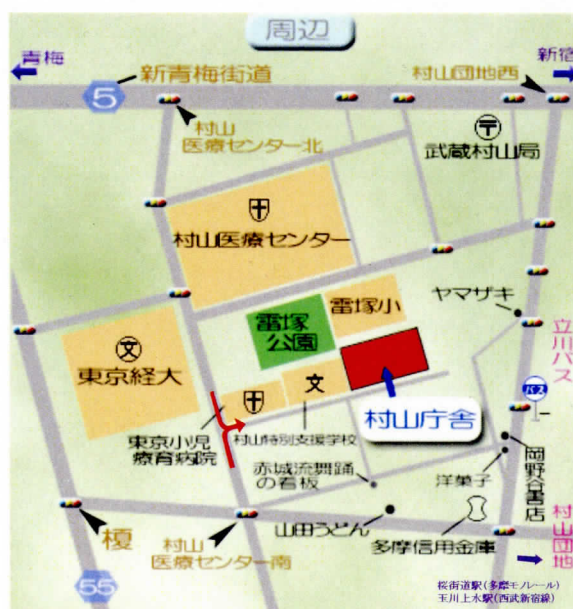 周辺
青梅
新宿
5
新青梅街道
村山団地西
村山
医療センター北
武蔵村山局
村山医療センター
ヤマザキ
雷塚小
雷塚
公園
立川バス
文
東京経大
バス
文
村山庁舎
東京小児
療育病院
村山特別支援学校
赤城流舞踊
の看板
洋菓子
岡野谷書店
榎
村山
医療センター南
山田うどん
多摩信用金庫
村山団地
55
桜街道駅(多摩モノレール)
玉川上水駅(西武新宿線)